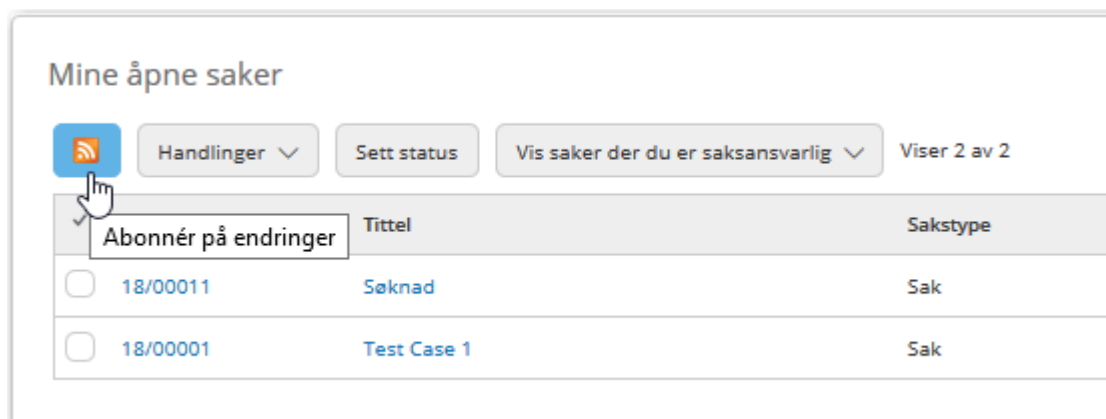 Mine åpne saker
Handlinger Sett status Vis saker der du er saksansvarlig Viser 2 av 2
Tittel Sakstype
Abonnér på endringer
18/00011 Søknad Sak
18/00001 Test Case 1 Sak